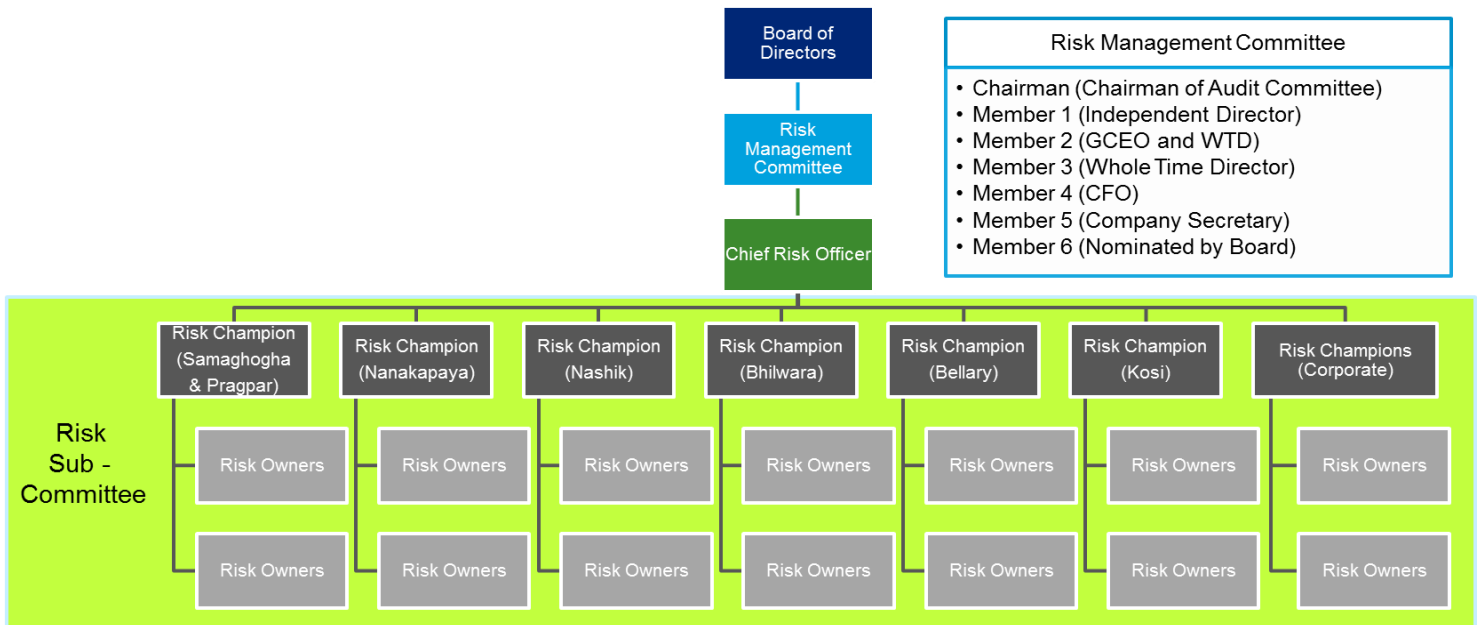 Board of
Directors
Risk
Management
Committee
Chief Risk Officer
Risk Management Committee
• Chairman (Chairman of Audit Committee)
• Member 1 (Independent Director)
• Member 2 (GCEO and WTD)
• Member 3 (Whole Time Director)
• Member 4 (CFO)
• Member 5 (Company Secretary)
• Member 6 (Nominated by Board)
Risk
Sub -
Committee
Risk Champion
(Samaghogha
& Pragpar)
Risk Champion
(Nanakapaya)
Risk Champion
(Nashik)
Risk Champion
(Bhilwara)
Risk Champion
(Bellary)
Risk Champion
(Kosi)
Risk Champions
(Corporate)
Risk Owners
Risk Owners
Risk Owners
Risk Owners
Risk Owners
Risk Owners
Risk Owners
Risk Owners
Risk Owners
Risk Owners
Risk Owners
Risk Owners
Risk Owners
Risk Owners